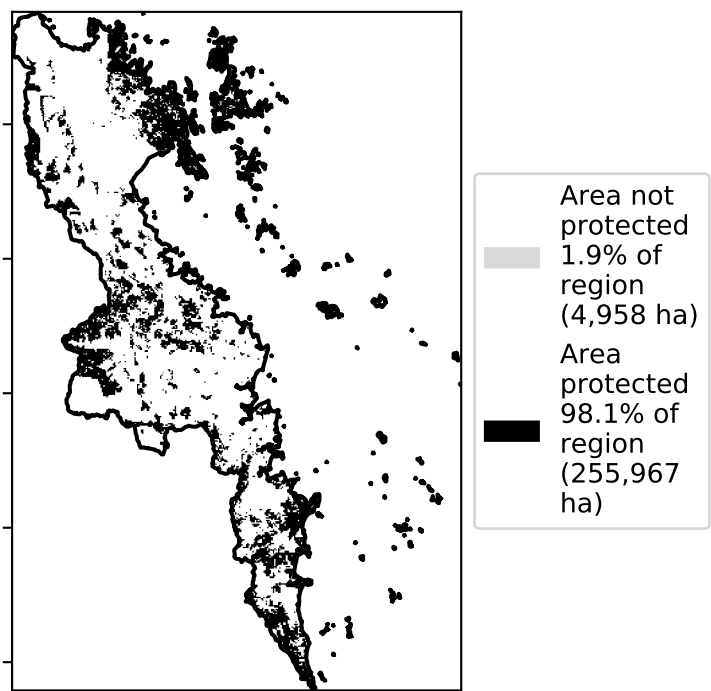 Area not
protected
1.9% of
region
(4,958 ha)
Area
protected
98.1% of
region
(255,967
ha)